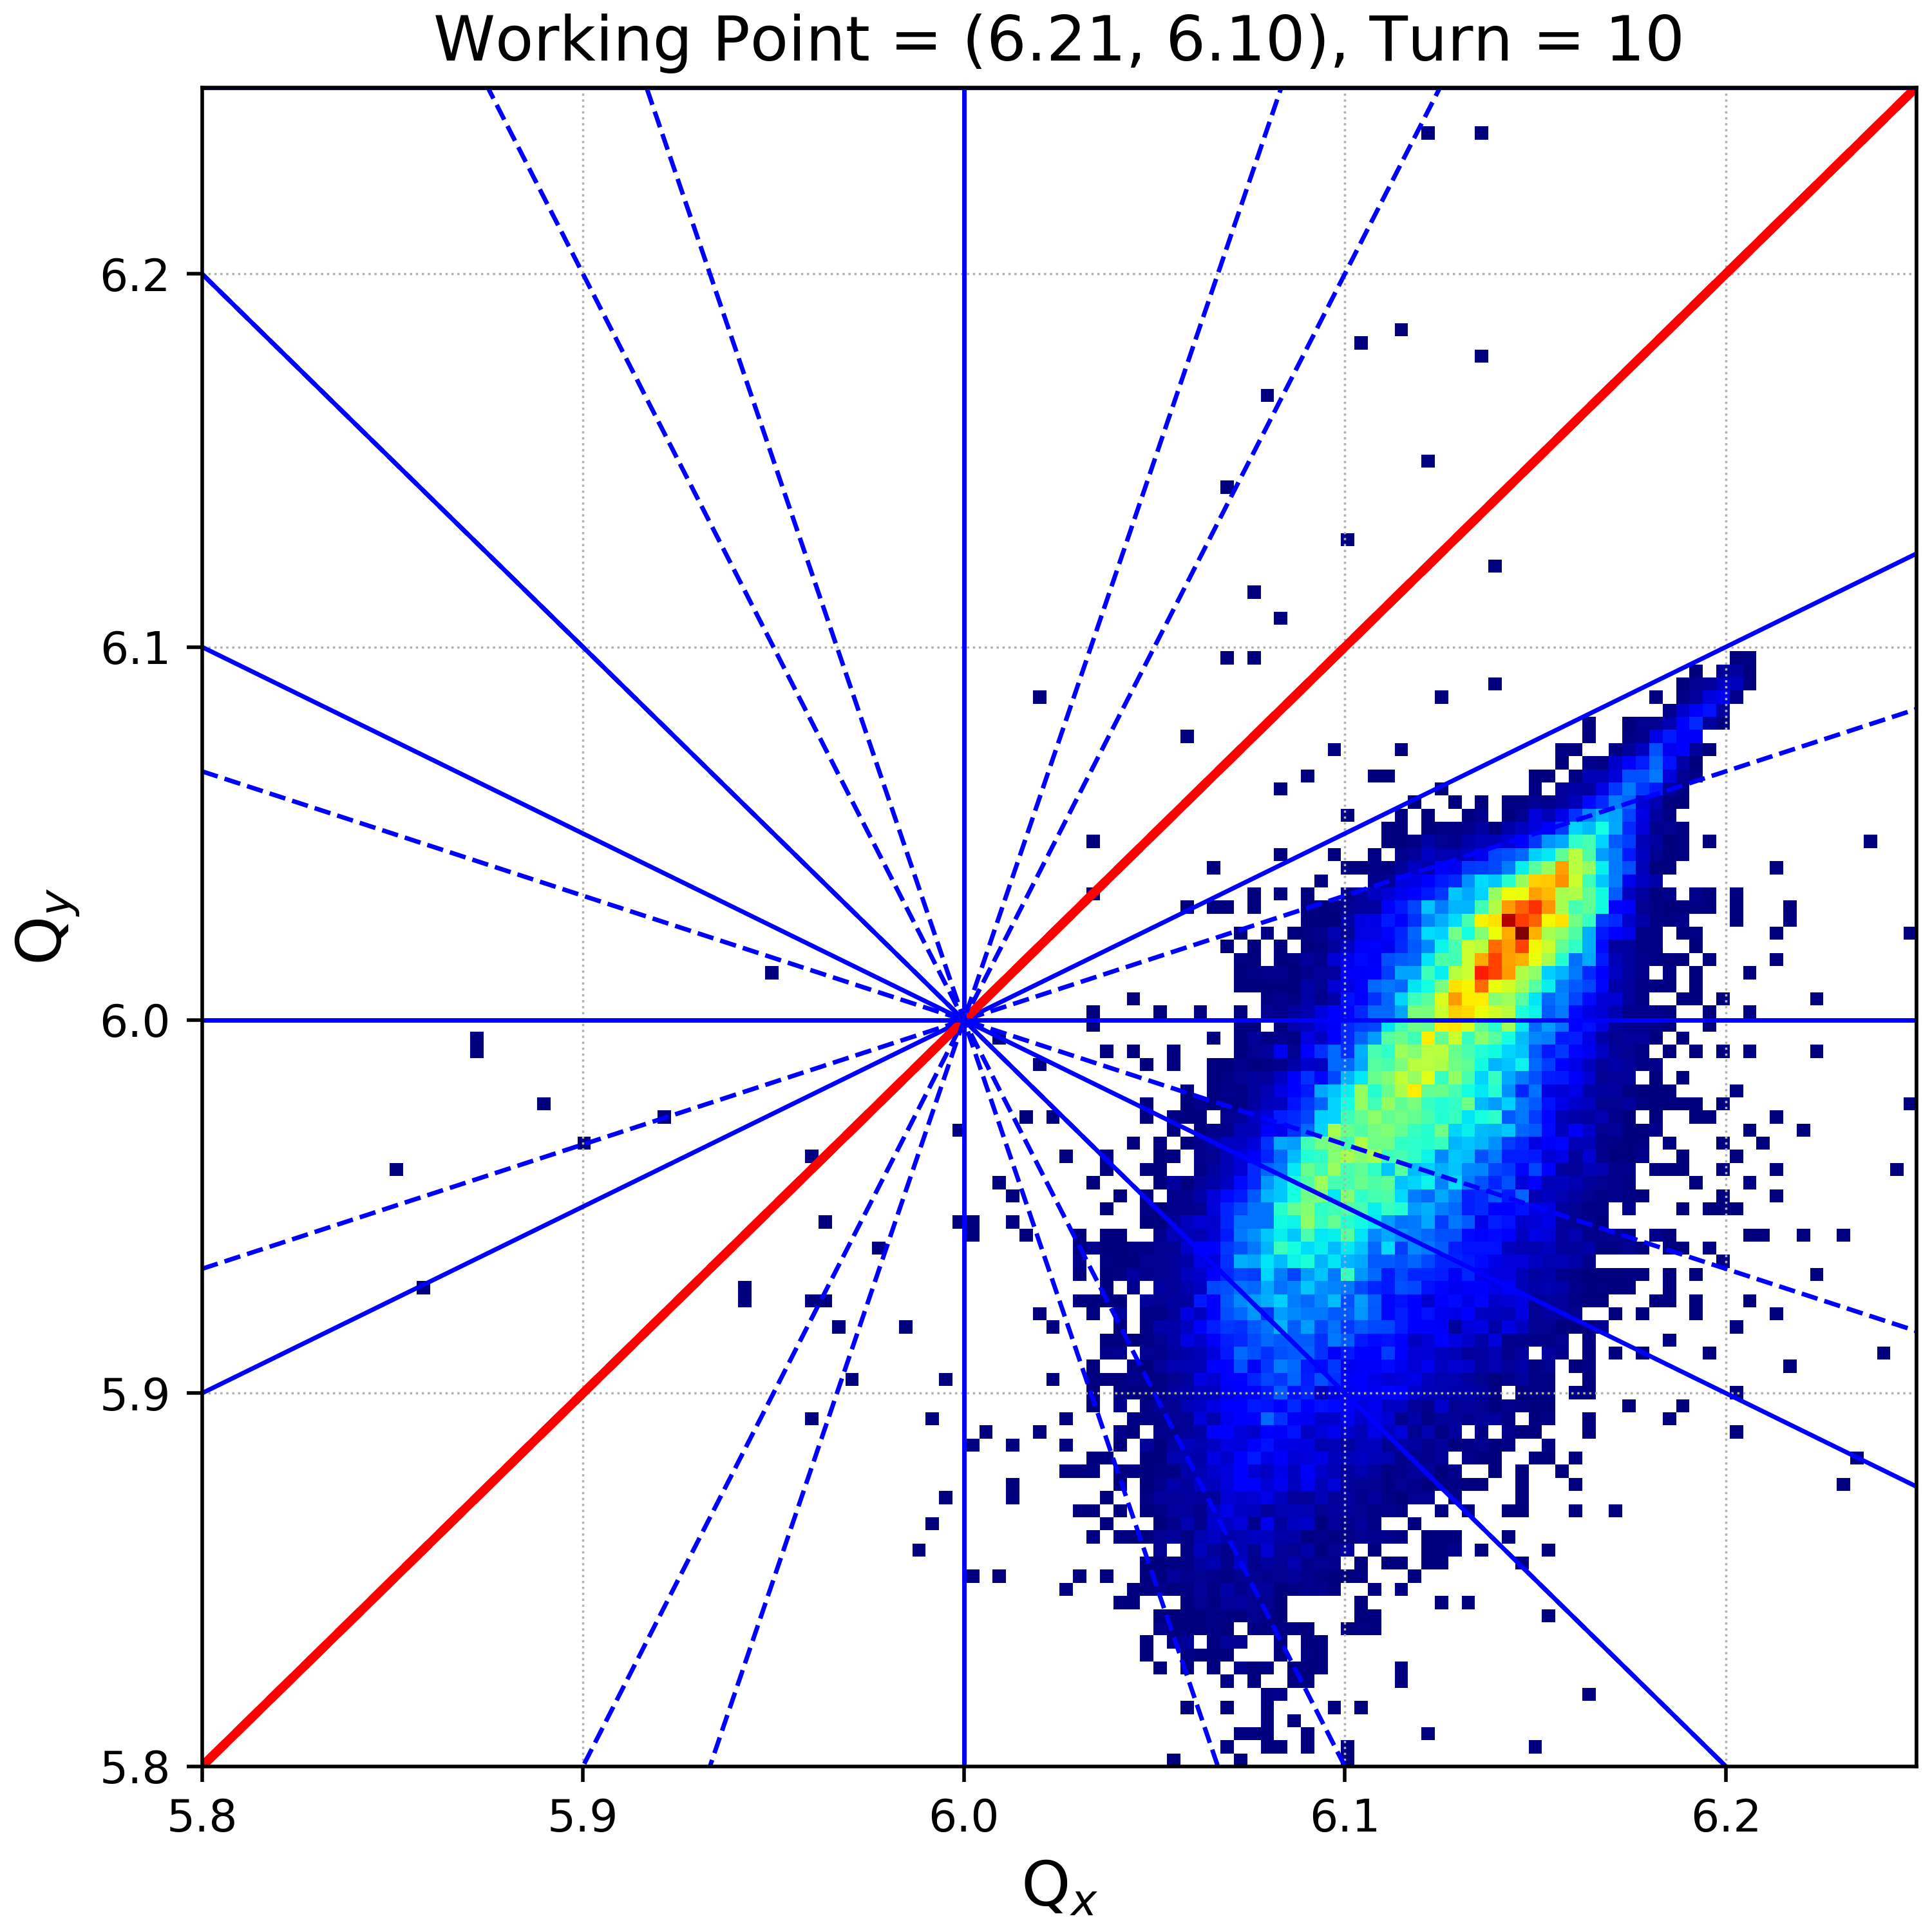 Working Point = (6.21, 6.10), Turn = 10
6.2
6.1
6.0
5.9
5.8
Qy
5.8 5.9 6.0 6.1 6.2
Qx